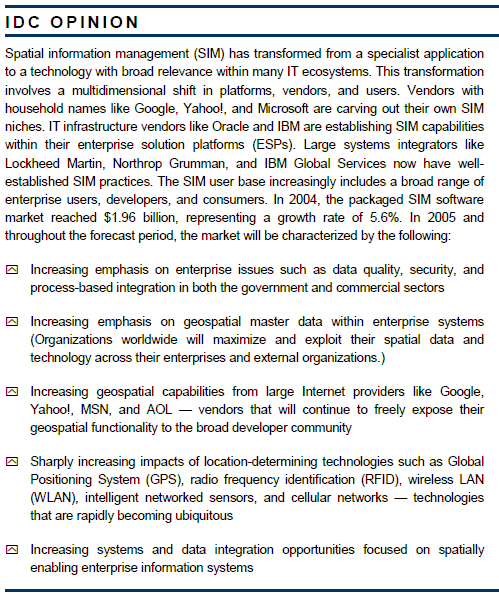 IDC OPINION
Spatial information management (SIM) has transformed from a specialist application
to a technology with broad relevance within many IT ecosystems. This transformation
involves a multidimensional shift in platforms, vendors, and users. Vendors with
household names like Google, Yahoo!, and Microsoft are carving out their own SIM
niches. IT infrastructure vendors like Oracle and IBM are establishing SIM capabilities
within their enterprise solution platforms (ESPs). Large systems integrators like
Lockheed Martin, Northrop Grumman, and IBM Global Services now have well-
established SIM practices. The SIM user base increasingly includes a broad range of
enterprise users, developers, and consumers. In 2004, the packaged SIM software
market reached $1.96 billion, representing a growth rate of 5.6%. In 2005 and
throughout the forecast period, the market will be characterized by the following:
Increasing emphasis on enterprise issues such as data quality, security, and
process-based integration in both the government and commercial sectors
Increasing emphasis on geospatial master data within enterprise systems
(Organizations worldwide will maximize and exploit their spatial data and
technology across their enterprises and external organizations.)
Increasing geospatial capabilities from large Internet providers like Google,
Yahoo!, MSN, and AOL — vendors that will continue to freely expose their
geospatial functionality to the broad developer community
Sharply increasing impacts of location-determining technologies such as Global
Positioning System (GPS), radio frequency identification (RFID), wireless LAN
(WLAN), intelligent networked sensors, and cellular networks — technologies
that are rapidly becoming ubiquitous
Increasing systems and data integration opportunities focused on spatially
enabling enterprise information systems